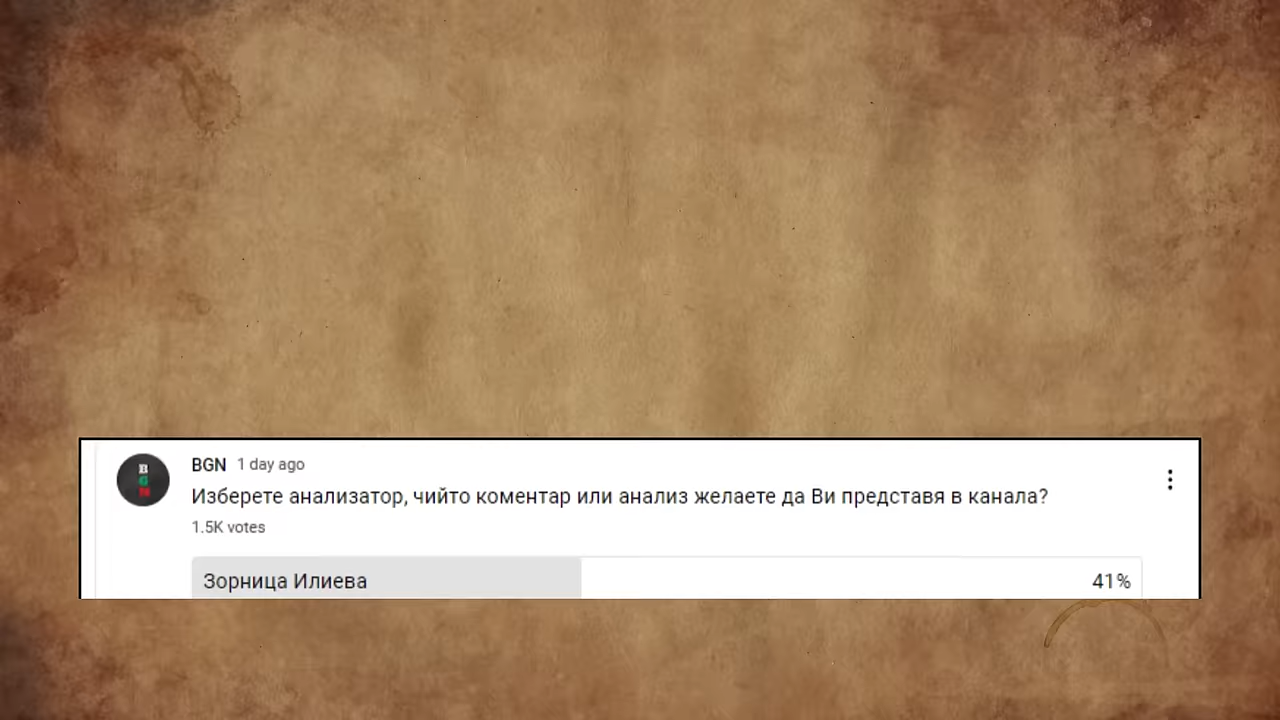 B
G
N
BGN 1 day ago
Изберете анализатор, чийто коментар или анализ желаете да Ви представя в канала?
1.5K votes
Зорница Илиева 41%